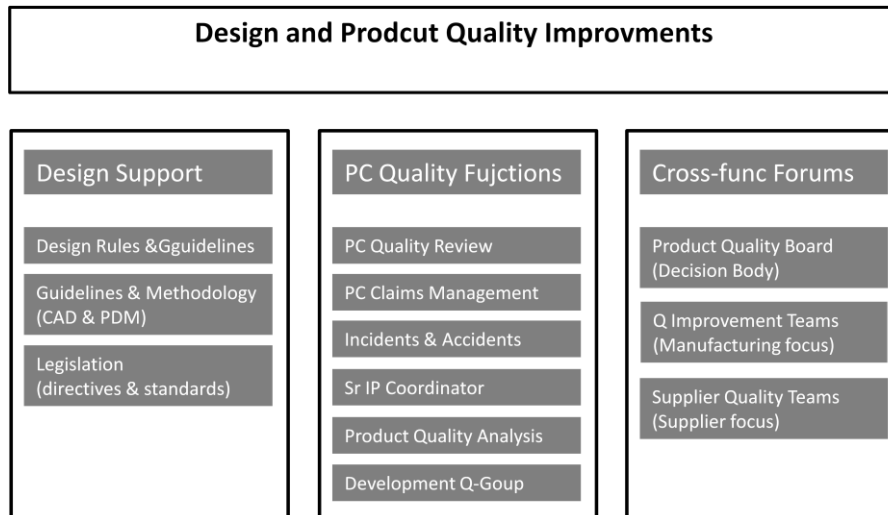 Design and Prodcut Quality Improvments
Design Support
Design Rules &Gguidelines
Guidelines & Methodology
(CAD & PDM)
Legislation
(directives & standards)
PC Quality Fujctions
PC Quality Review
PC Claims Management
Incidents & Accidents
Sr IP Coordinator
Product Quality Analysis
Development Q-Goup
Cross-func Forums
Product Quality Board
(Decision Body)
Q Improvement Teams
(Manufacturing focus)
Supplier Quality Teams
(Supplier focus)